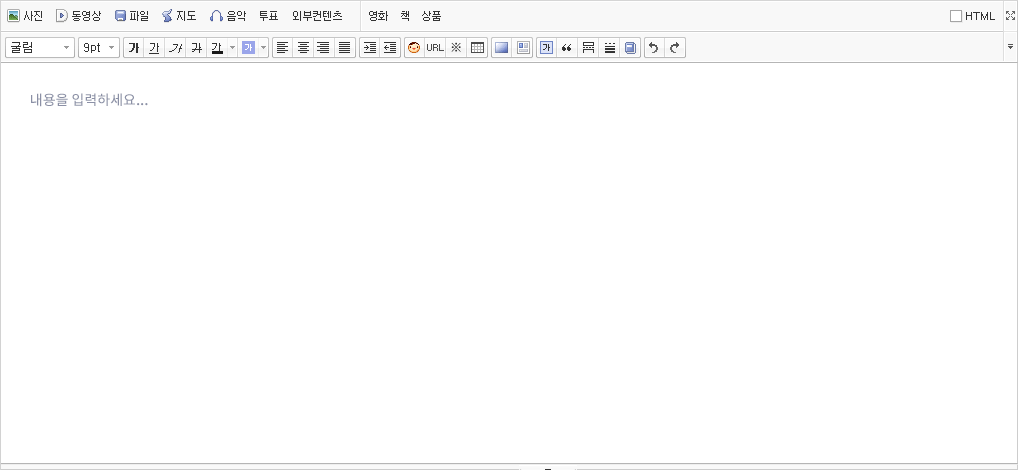 사진 동영상 파일 지도 음악 투표 외부컨텐츠 영화 책 상품 HTML
굴림 9pt 가 가 가 가 가 가 URL ※ 가
내용을 입력하세요...